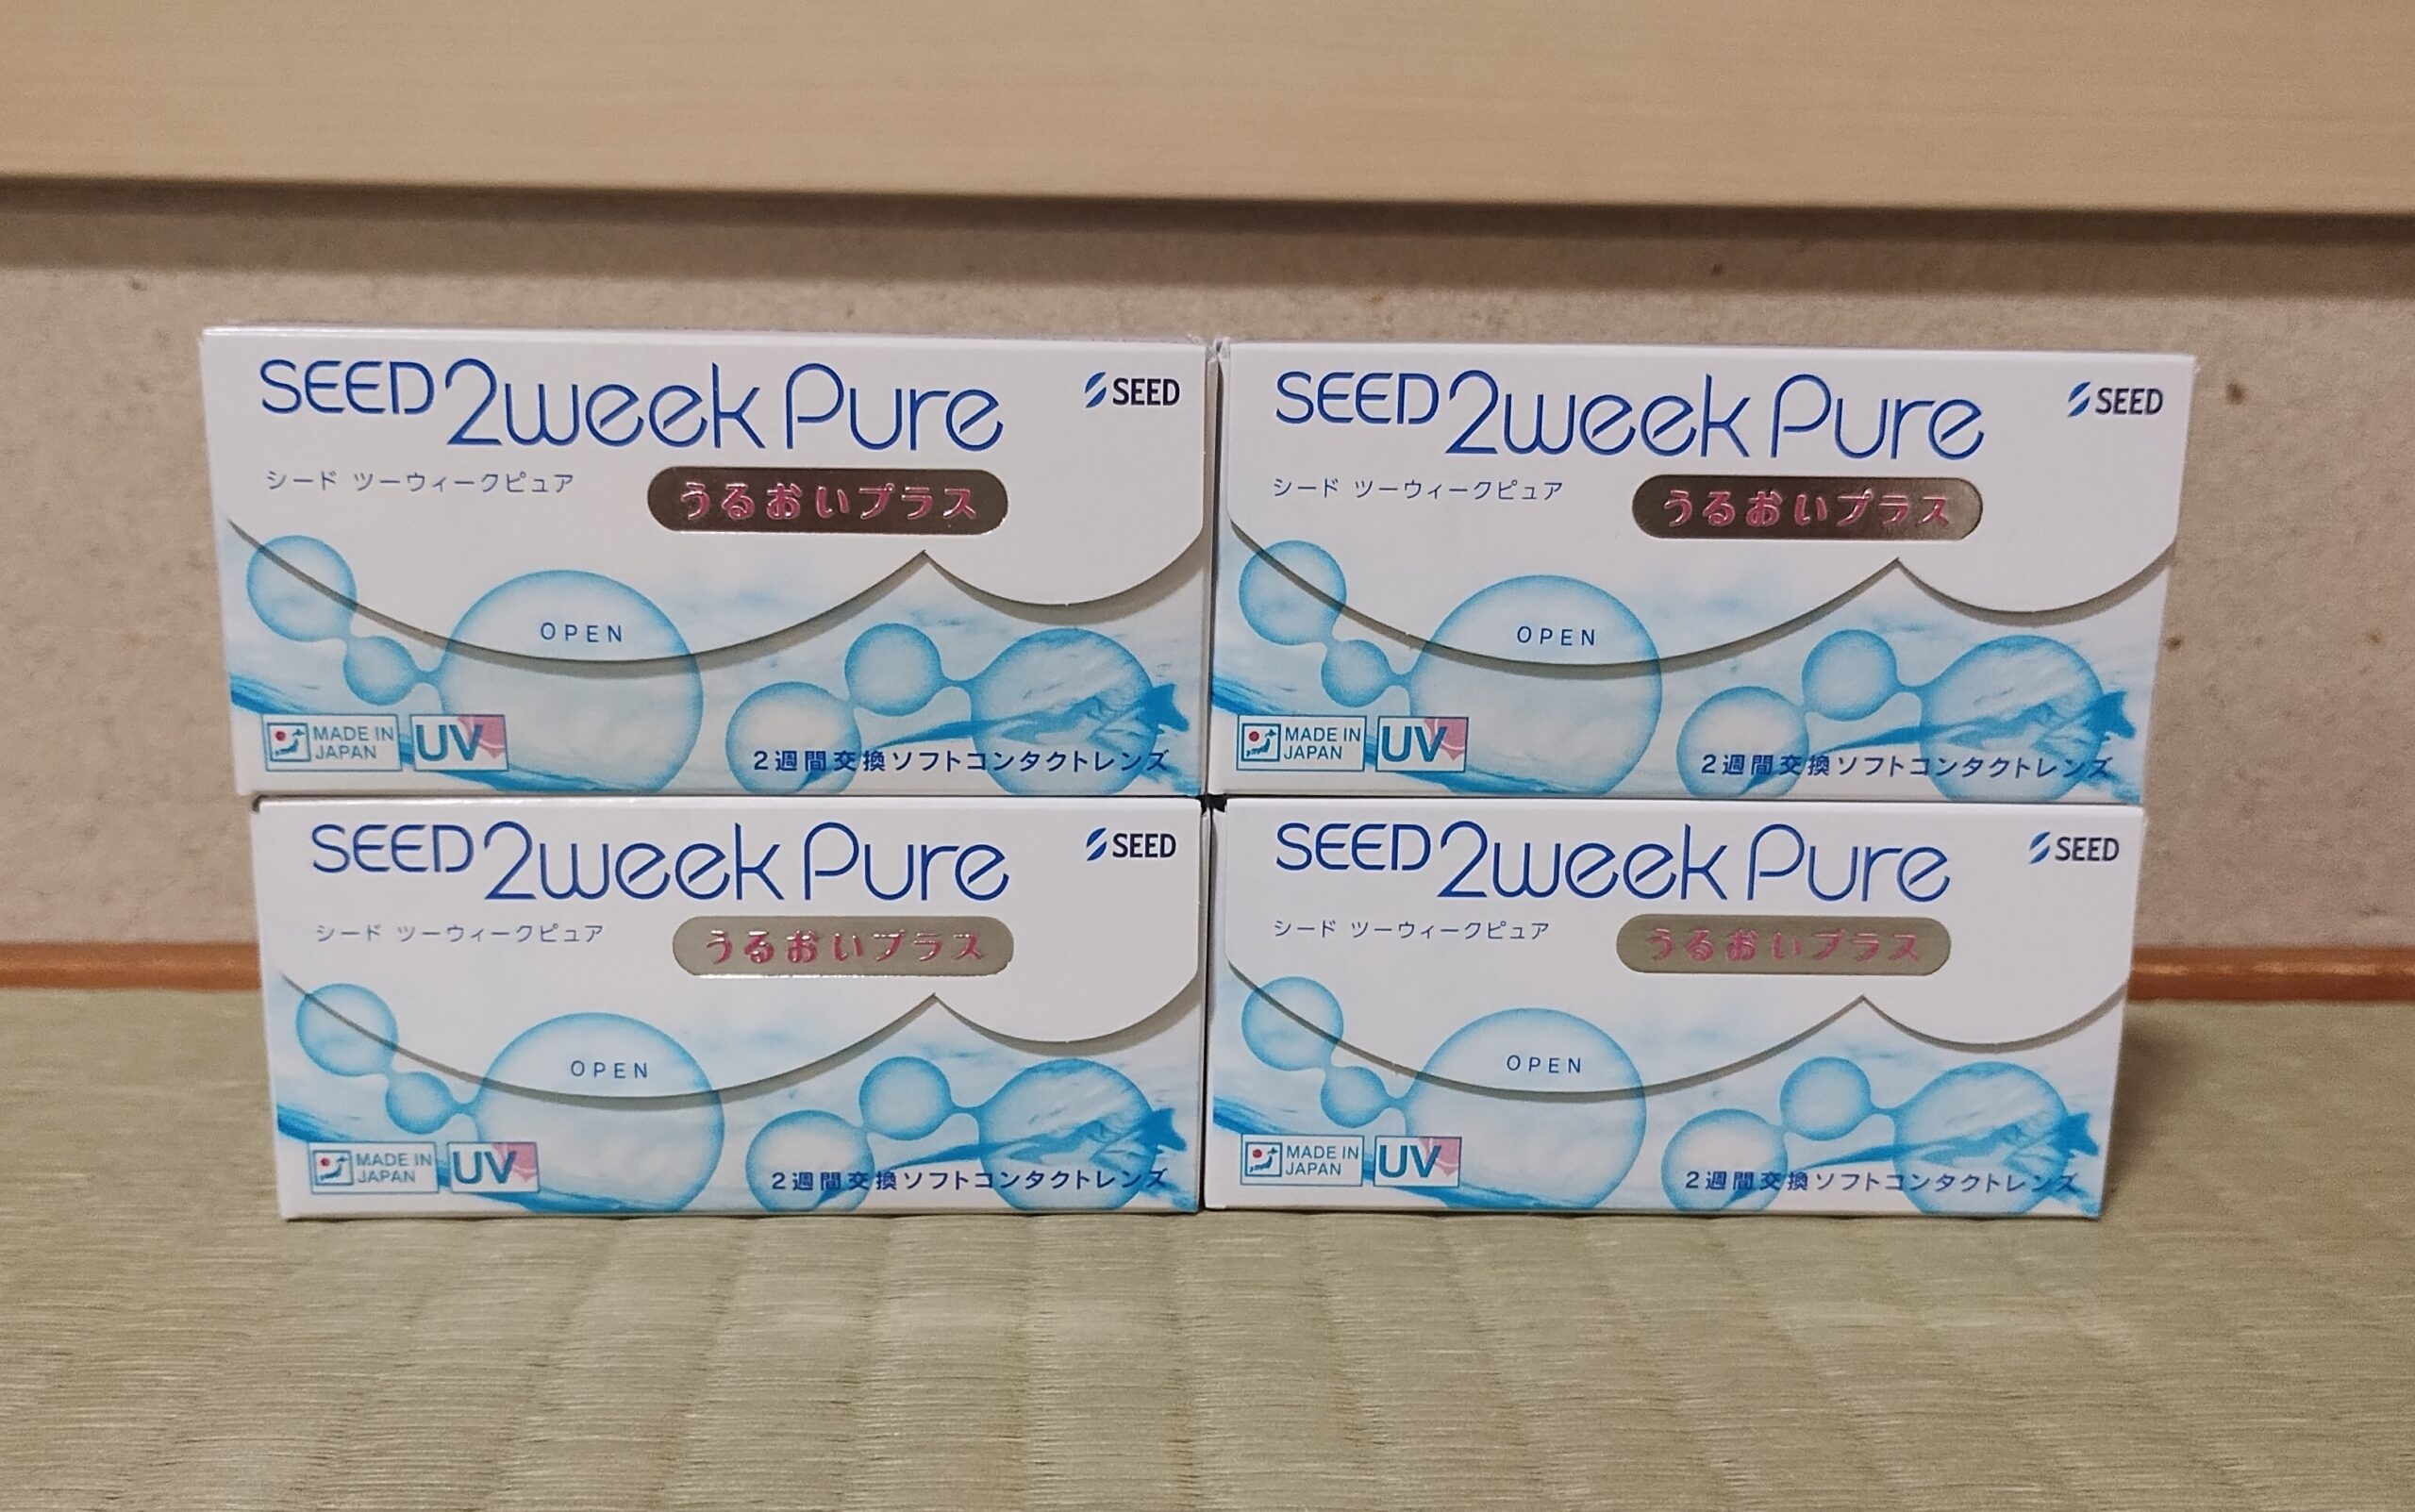 SEED 2week Pure
SEED
シード ツーウィークピュア
うるおいプラス
OPEN
MADE IN
JAPAN
UV
2週間交換ソフトコンタクトレンズ
SEED 2week Pure
SEED
シード ツーウィークピュア
うるおいプラス
OPEN
MADE IN
JAPAN
UV
2週間交換ソフトコンタクトレンズ
SEED 2week Pure
SEED
シード ツーウィークピュア
うるおいプラス
OPEN
MADE IN
JAPAN
UV
2週間交換ソフトコンタクトレンズ
SEED 2week Pure
SEED
シード ツーウィークピュア
うるおいプラス
OPEN
MADE IN
JAPAN
UV
2週間交換ソフトコンタクトレンズ